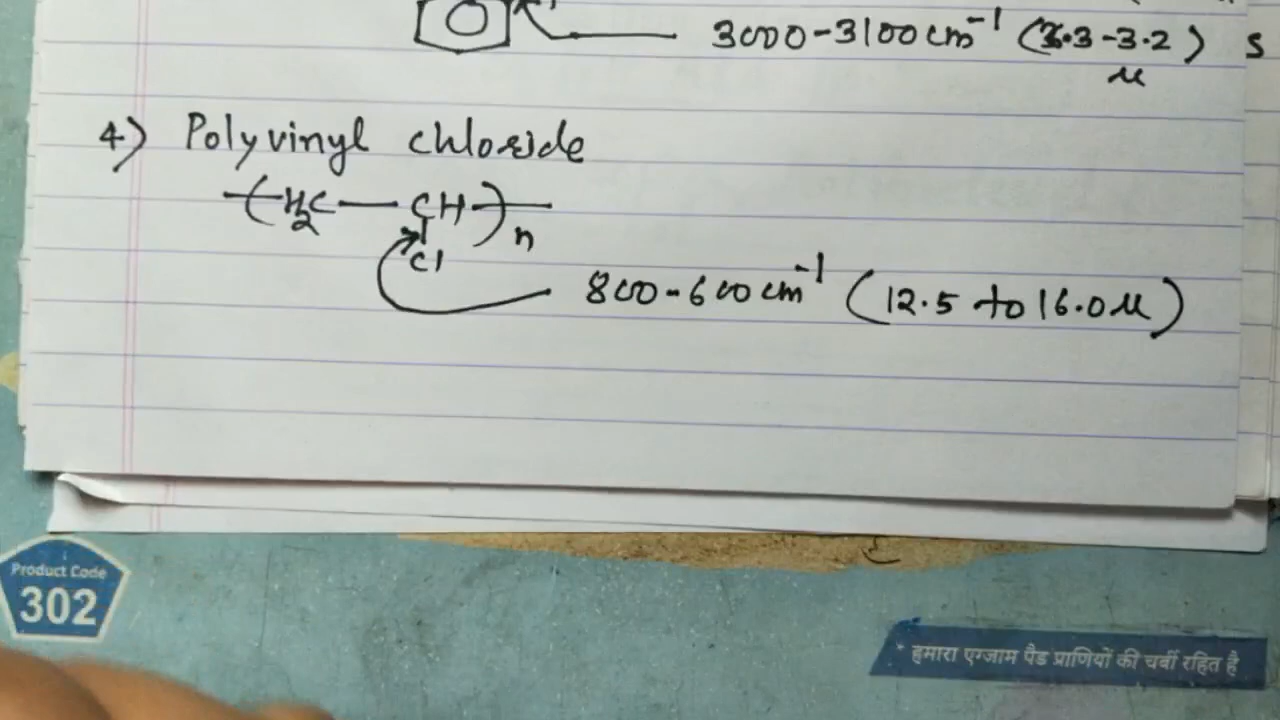 3000-3100 cm⁻¹ (3.3-3.2) s
μ
4) Polyvinyl chloride
-(H₂C-CH)-n
Cl
800-600 cm⁻¹ (12.5 to 16.0 μ)
Product Code
302
* हमारा एग्जाम पैड प्राणियों की चर्बी रहित है